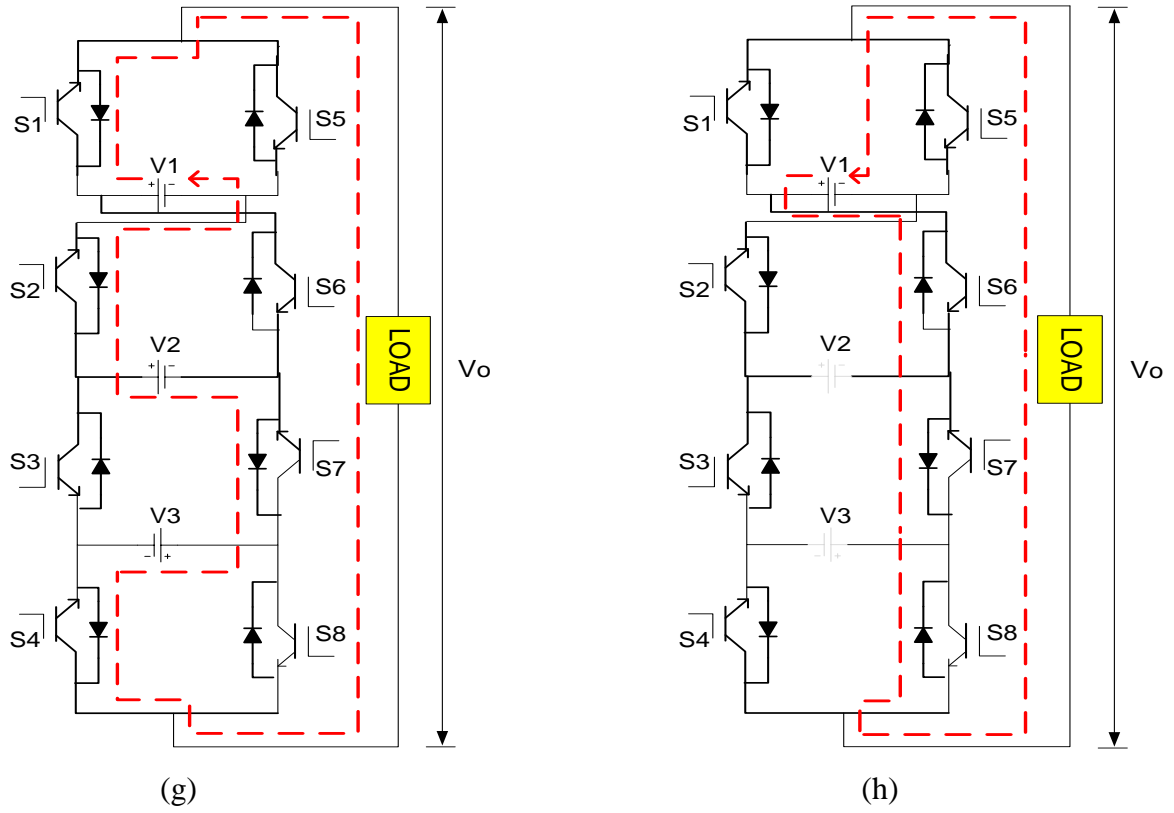 S1
S5
V1
+ -
S2
S6
V2
+ -
LOAD
Vo
S3
S7
V3
- +
S4
S8
(g)
S1
S5
V1
+ -
S2
S6
V2
+ -
LOAD
Vo
S3
S7
V3
- +
S4
S8
(h)